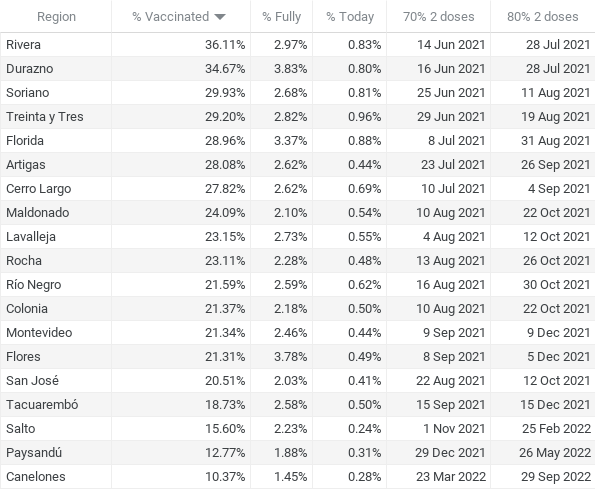 Region % Vaccinated % Fully % Today 70% 2 doses 80% 2 doses
Rivera 36.11% 2.97% 0.83% 14 Jun 2021 28 Jul 2021
Durazno 34.67% 3.83% 0.80% 16 Jun 2021 28 Jul 2021
Soriano 29.93% 2.68% 0.81% 25 Jun 2021 11 Aug 2021
Treinta y Tres 29.20% 2.82% 0.96% 29 Jun 2021 19 Aug 2021
Florida 28.96% 3.37% 0.88% 8 Jul 2021 31 Aug 2021
Artigas 28.08% 2.62% 0.44% 23 Jul 2021 26 Sep 2021
Cerro Largo 27.82% 2.62% 0.69% 10 Jul 2021 4 Sep 2021
Maldonado 24.09% 2.10% 0.54% 10 Aug 2021 22 Oct 2021
Lavalleja 23.15% 2.73% 0.55% 4 Aug 2021 12 Oct 2021
Rocha 23.11% 2.28% 0.48% 13 Aug 2021 26 Oct 2021
Río Negro 21.59% 2.59% 0.62% 16 Aug 2021 30 Oct 2021
Colonia 21.37% 2.18% 0.50% 10 Aug 2021 22 Oct 2021
Montevideo 21.34% 2.46% 0.44% 9 Sep 2021 9 Dec 2021
Flores 21.31% 3.78% 0.49% 8 Sep 2021 5 Dec 2021
San José 20.51% 2.03% 0.41% 22 Aug 2021 12 Oct 2021
Tacuarembó 18.73% 2.58% 0.50% 15 Sep 2021 15 Dec 2021
Salto 15.60% 2.23% 0.24% 1 Nov 2021 25 Feb 2022
Paysandú 12.77% 1.88% 0.31% 29 Dec 2021 26 May 2022
Canelones 10.37% 1.45% 0.28% 23 Mar 2022 29 Sep 2022